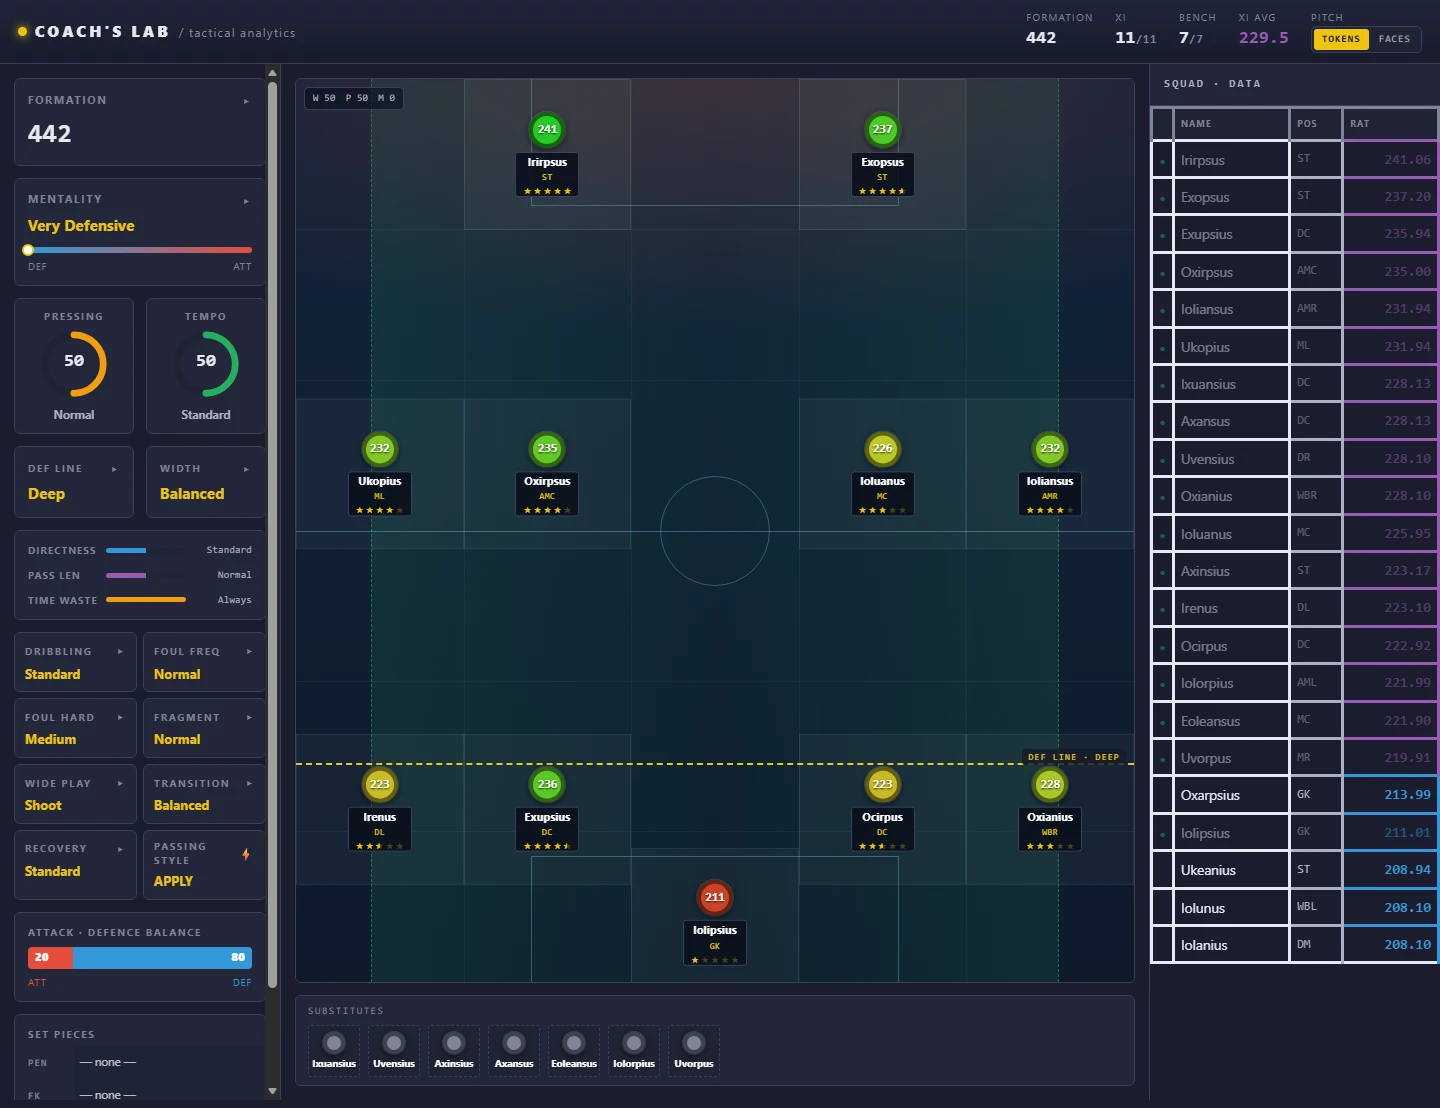 COACH'S LAB / tactical analytics
FORMATION
442
XI
11/11
BENCH
7/7
XI AVG
229.5
PITCH
TOKENS FACES
FORMATION ▸
442
MENTALITY ▸
Very Defensive
DEF ATT
PRESSING
50
Normal
TEMPO
50
Standard
DEF LINE ▸
Deep
WIDTH ▸
Balanced
DIRECTNESS Standard
PASS LEN Normal
TIME WASTE Always
DRIBBLING ▸
Standard
FOUL FREQ ▸
Normal
FOUL HARD ▸
Medium
FRAGMENT ▸
Normal
WIDE PLAY ▸
Shoot
TRANSITION ▸
Balanced
RECOVERY ▸
Standard
PASSING
STYLE
APPLY
ATTACK · DEFENCE BALANCE
20 80
ATT DEF
SET PIECES
PEN — none —
FK — none —
W 50 P 50 M 0
241
Irirpsus
ST
237
Exopsus
ST
232
Ukopius
ML
235
Oxirpsus
AMC
226
Ioluanus
MC
232
Ioliansus
AMR
DEF LINE · DEEP
223
Irenus
DL
236
Exupsius
DC
223
Ocirpus
DC
228
Oxianius
WBR
211
Iolipsius
GK
SUBSTITUTES
Ixuansius
Uvensius
Axinsius
Axansus
Eoleansus
Iolorpius
Uvorpus
SQUAD · DATA
NAME POS RAT
Irirpsus ST 241.06
Exopsus ST 237.20
Exupsius DC 235.94
Oxirpsus AMC 235.00
Ioliansus AMR 231.94
Ukopius ML 231.94
Ixuansius DC 228.13
Axansus DC 228.13
Uvensius DR 228.10
Oxianius WBR 228.10
Ioluanus MC 225.95
Axinsius ST 223.17
Irenus DL 223.10
Ocirpus DC 222.92
Iolorpius AML 221.99
Eoleansus MC 221.90
Uvorpus MR 219.91
Oxarpsius GK 213.99
Iolipsius GK 211.01
Ukeanius ST 208.94
Iolunus WBL 208.10
Iolanius DM 208.10